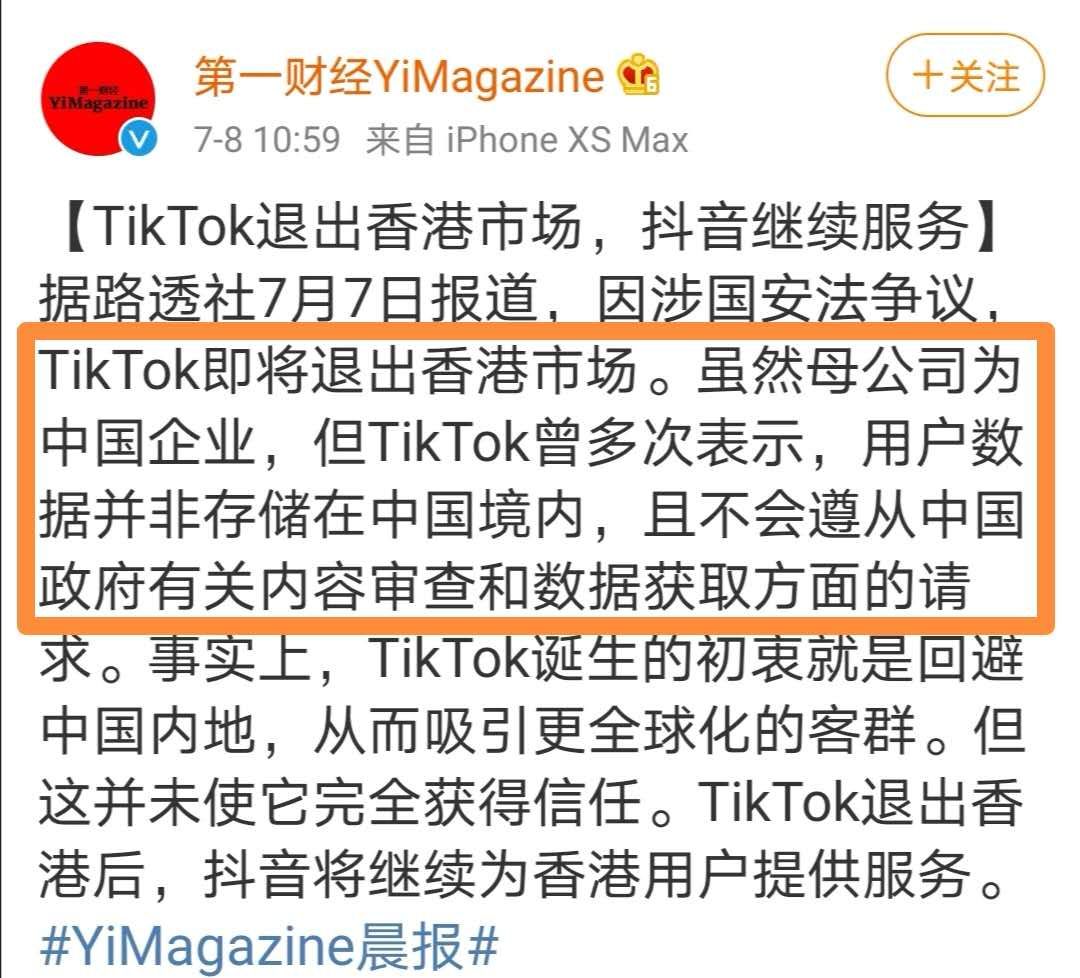 第一财经YiMagazine
6
+关注
第一财经
YiMagazine
V
7-8 10:59 来自 iPhone XS Max
【TikTok退出香港市场，抖音继续服务】
据路透社7月7日报道，因涉国安法争议，
TikTok即将退出香港市场。虽然母公司为
中国企业，但TikTok曾多次表示，用户数
据并非存储在中国境内，且不会遵从中国
政府有关内容审查和数据获取方面的请
求。事实上，TikTok诞生的初衷就是回避
中国内地，从而吸引更全球化的客群。但
这并未使它完全获得信任。TikTok退出香
港后，抖音将继续为香港用户提供服务。
#YiMagazine晨报#